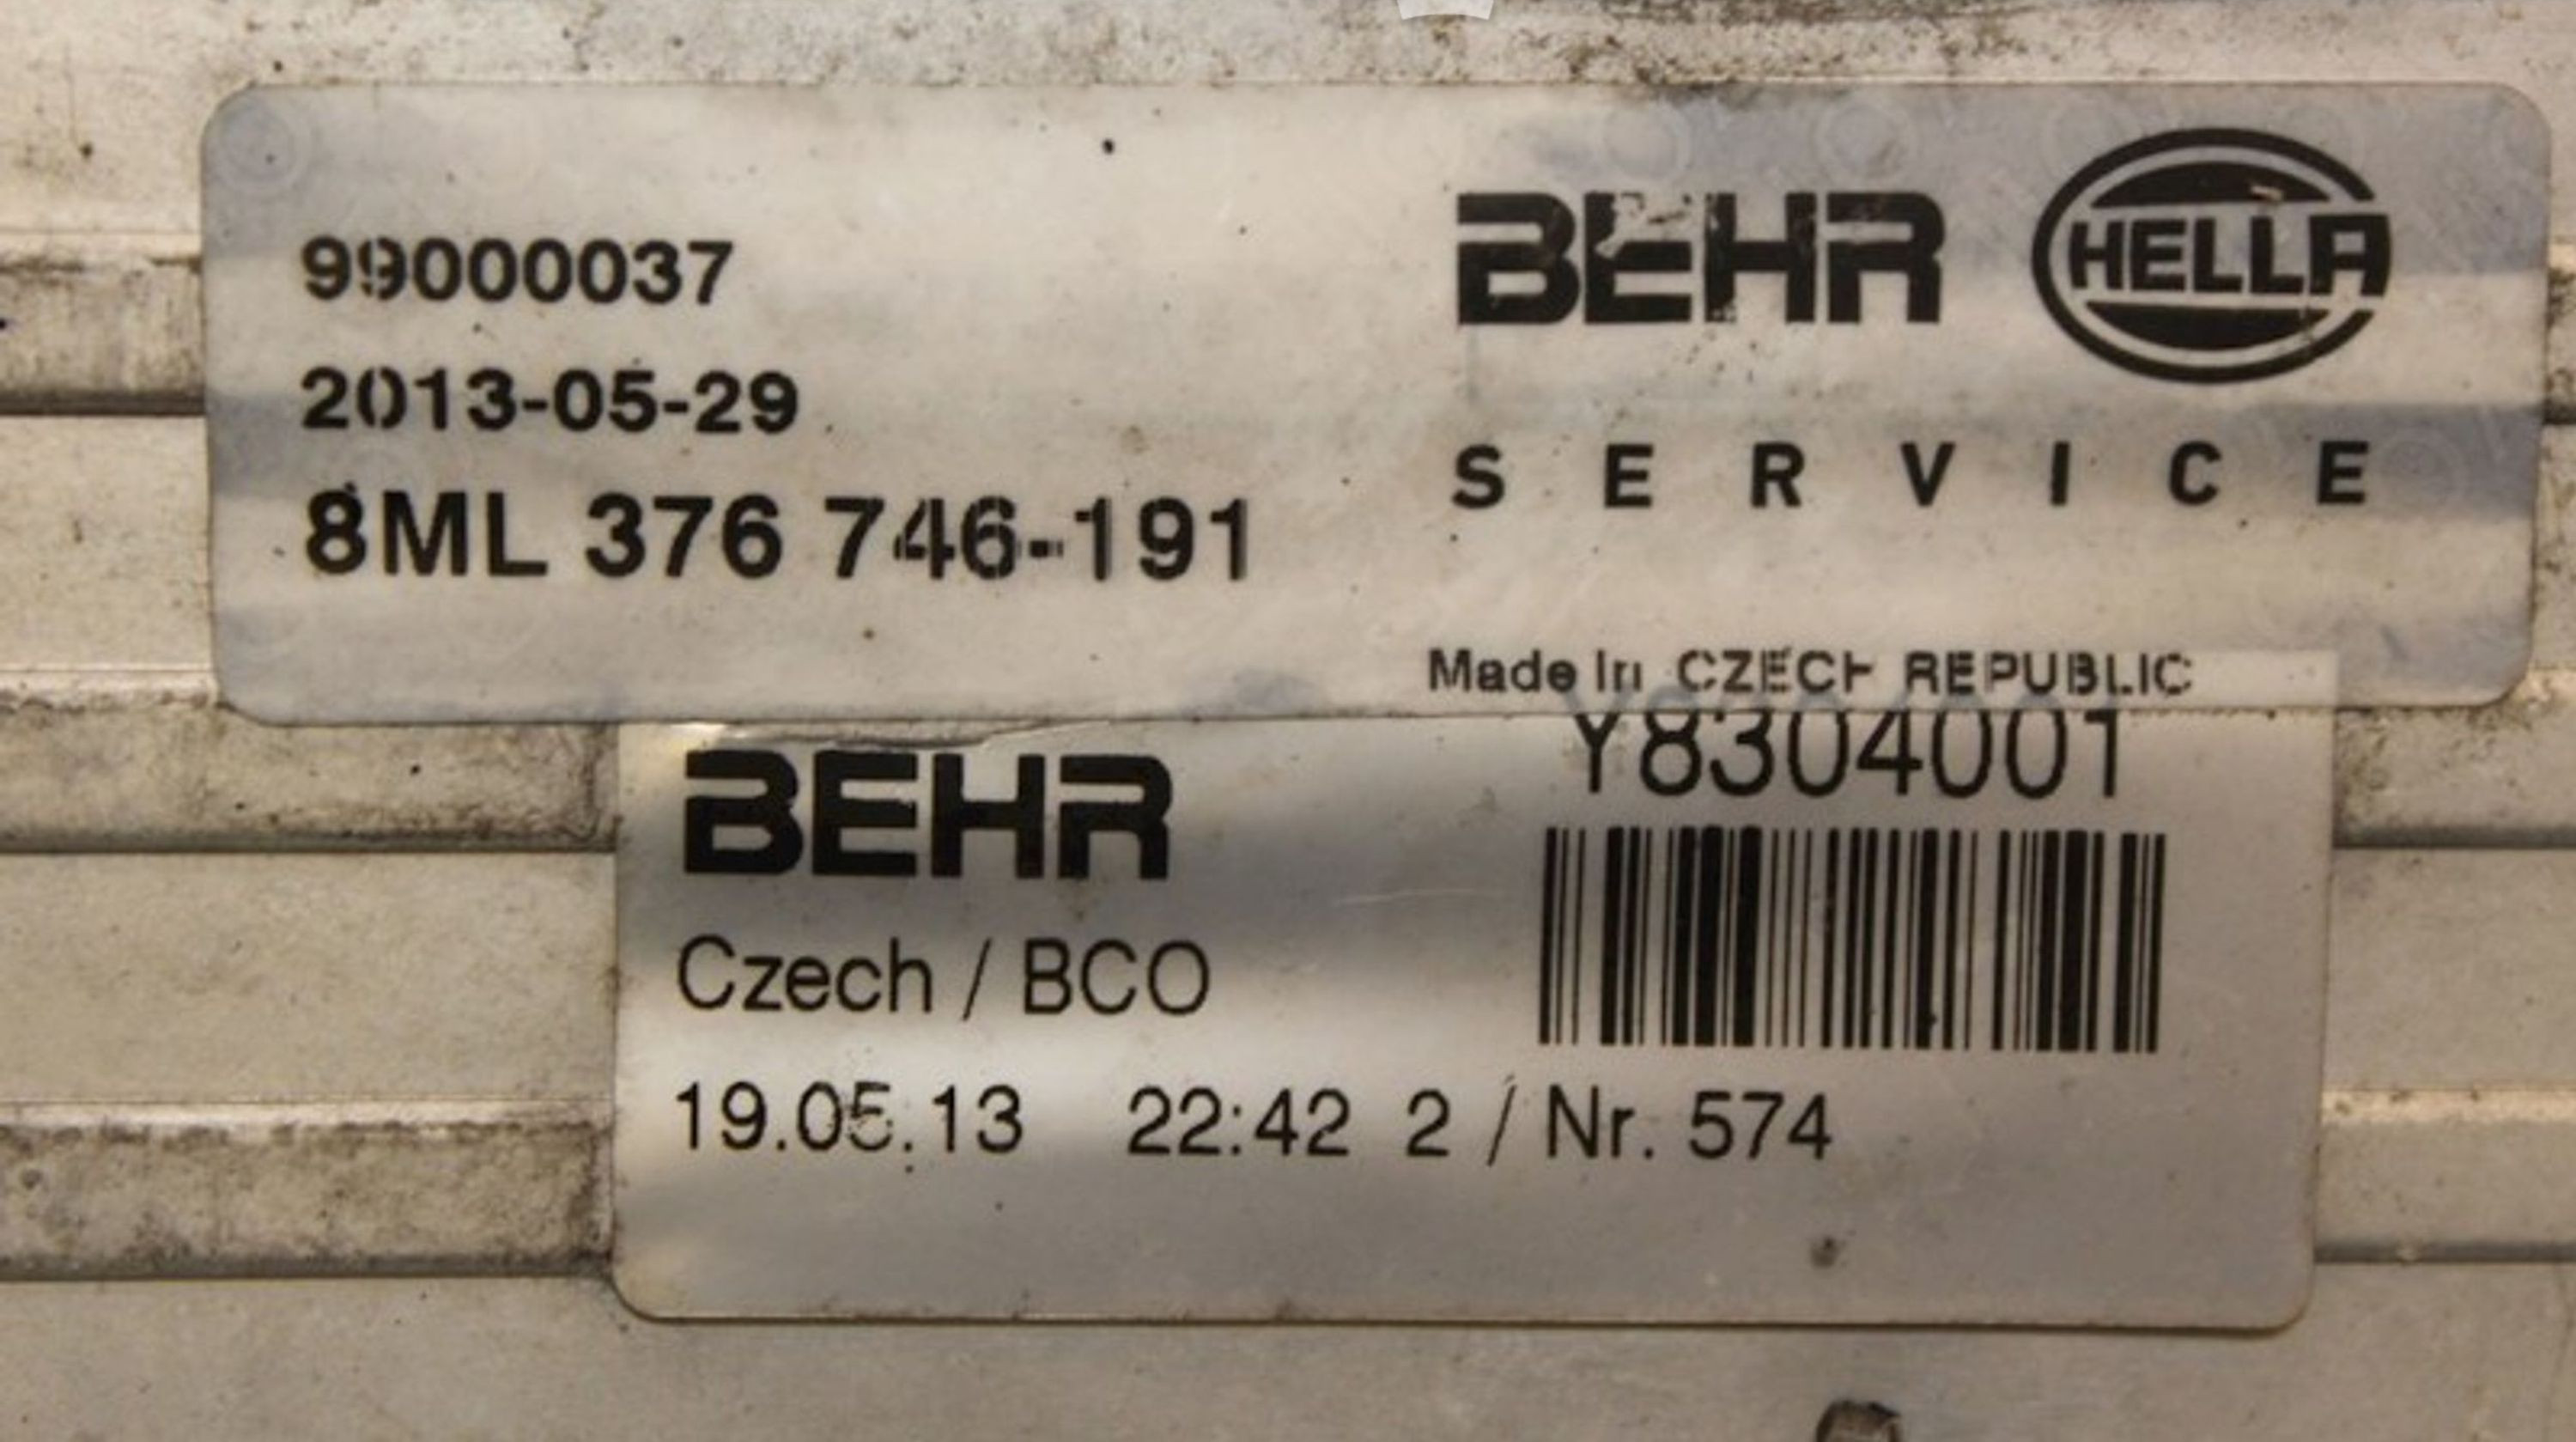 99000037
2013-05-29
8ML 376 746-191
BEHR HELLA
SERVICE
Made In CZECH REPUBLIC
Y8304001
BEHR
Czech / BCO
19.05.13 22:42 2 / Nr. 574